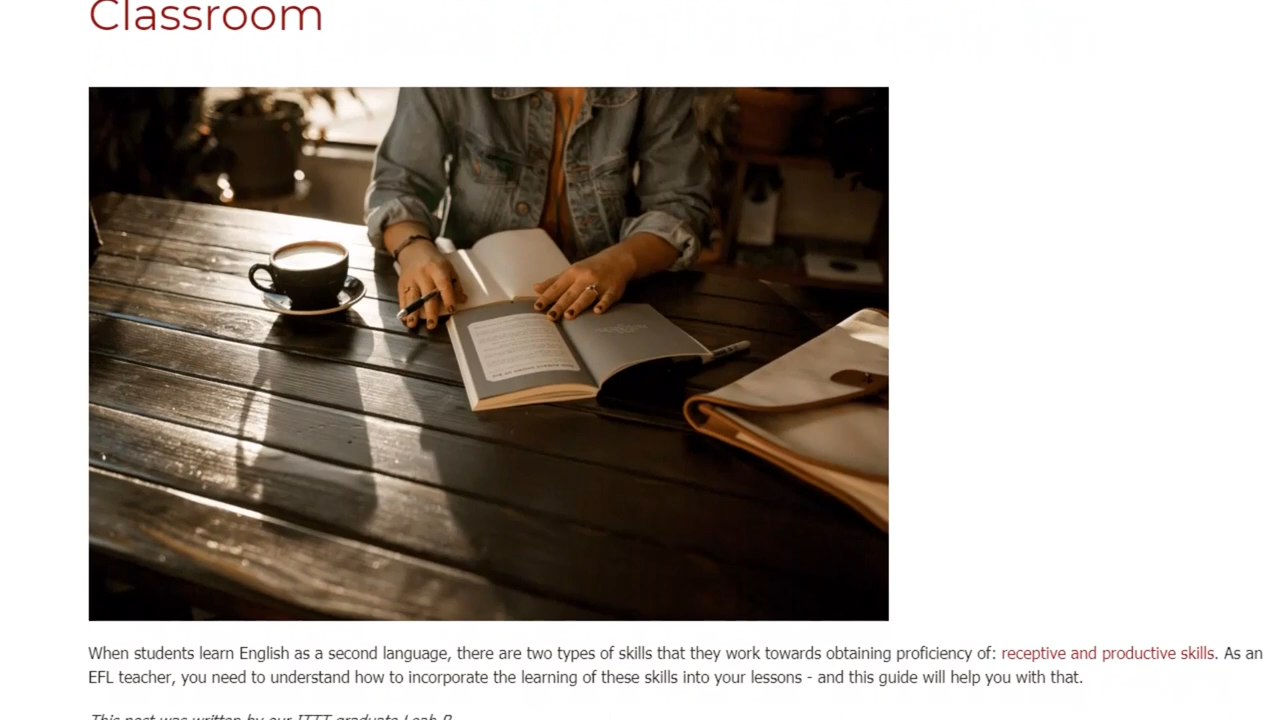 Classroom
When students learn English as a second language, there are two types of skills that they work towards obtaining proficiency of: receptive and productive skills. As an
EFL teacher, you need to understand how to incorporate the learning of these skills into your lessons - and this guide will help you with that.
This post was written by our ITTT graduate Leah R.